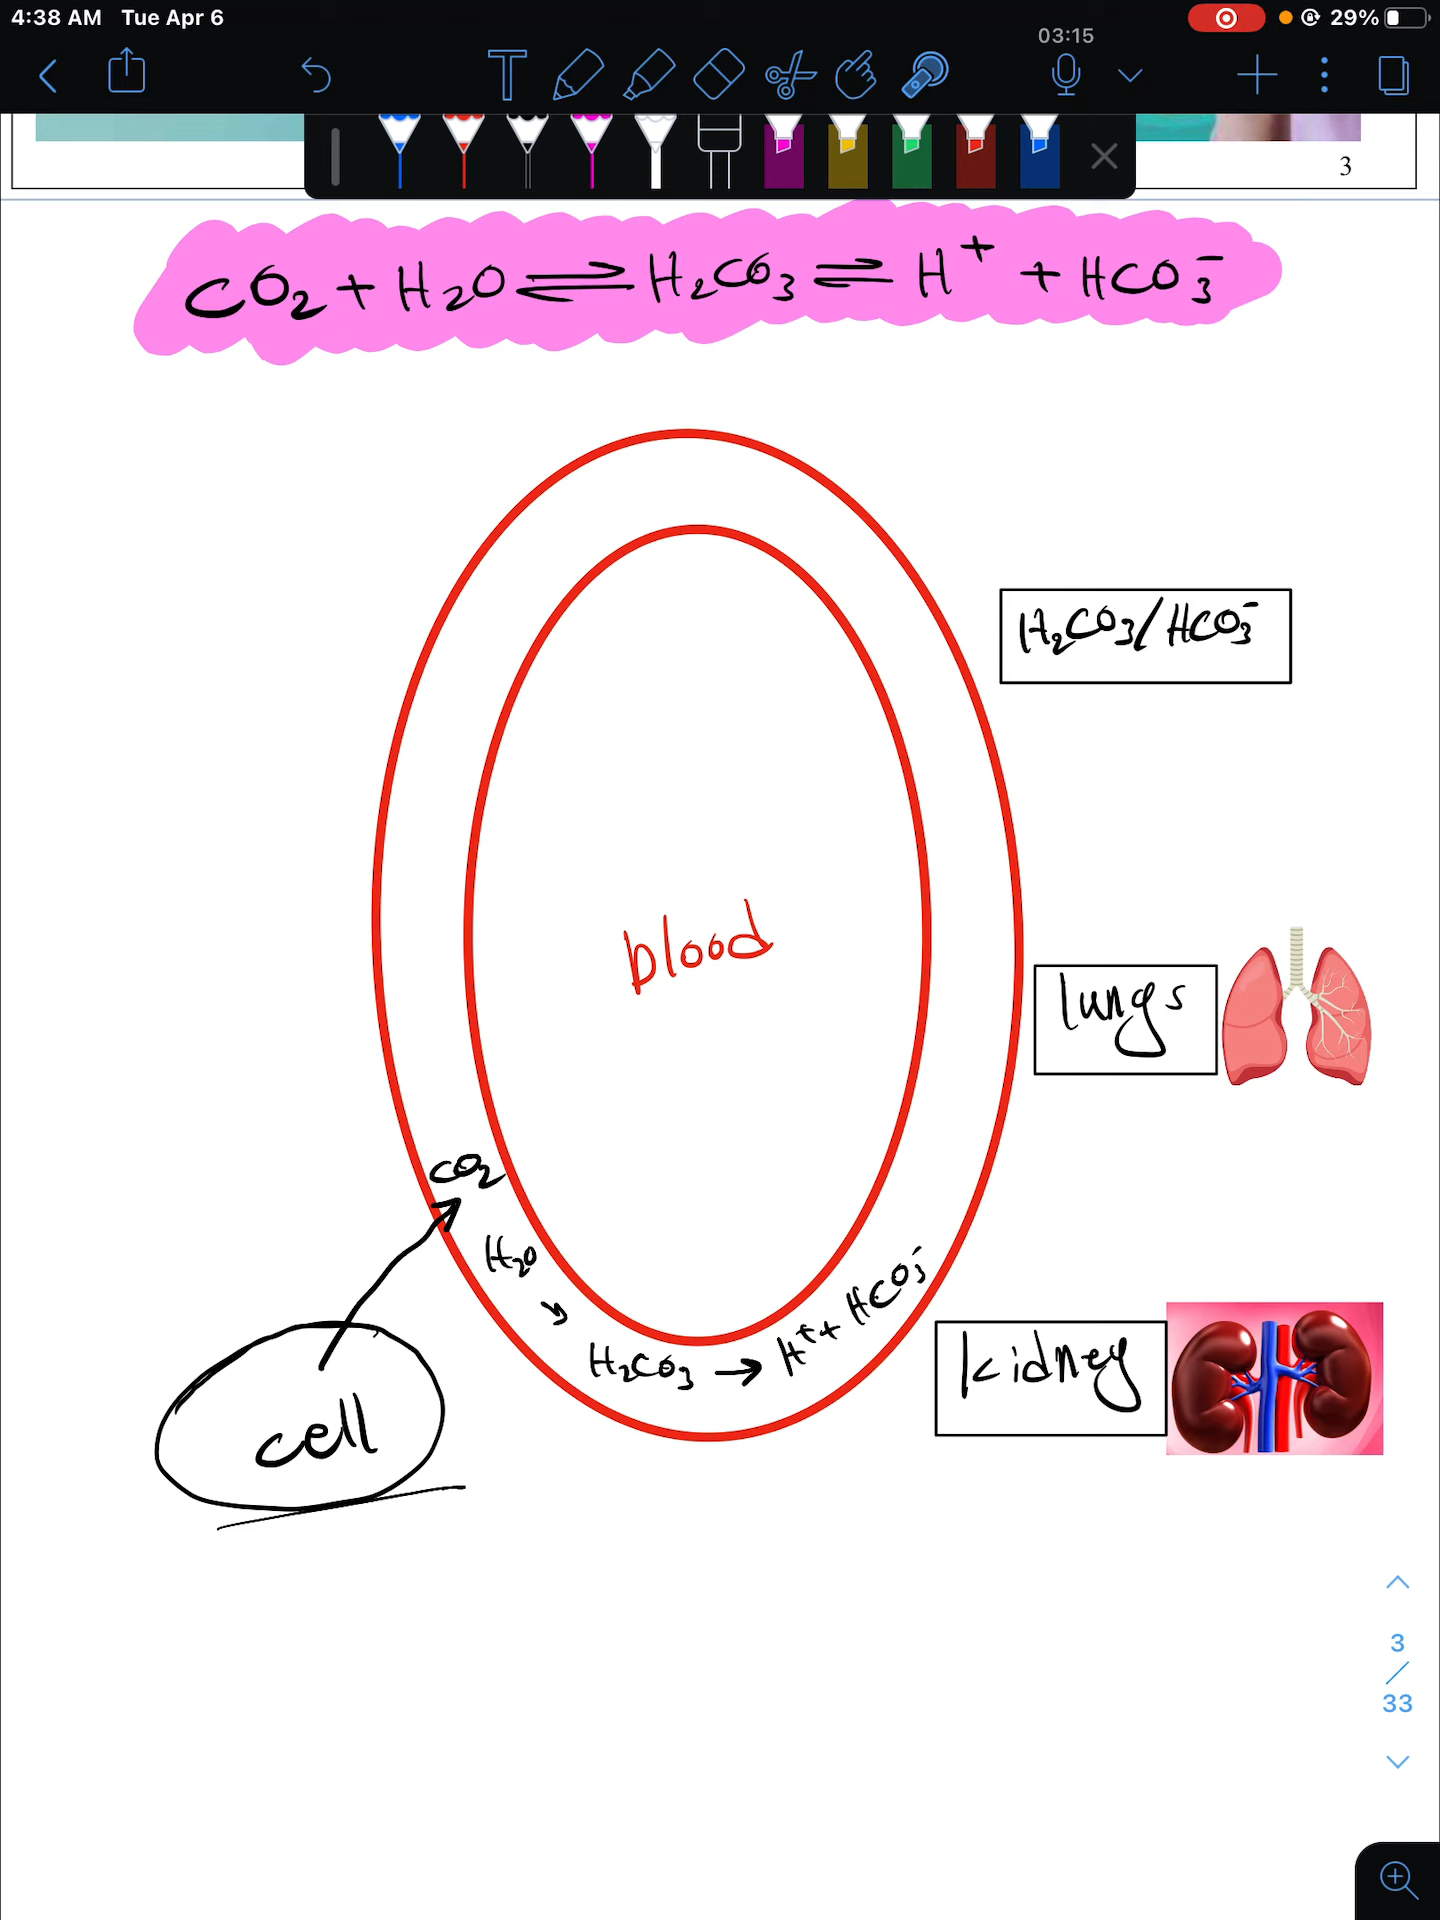 4:38 AM Tue Apr 6
29%
03:15
T
3
CO₂ + H₂O ⇌ H₂CO₃ ⇌ H⁺ + HCO₃⁻
H₂CO₃/HCO₃⁻
blood
lungs
CO₂
H₂O
→
H₂CO₃ → H⁺ + HCO₃⁻
kidney
cell
3
/
33